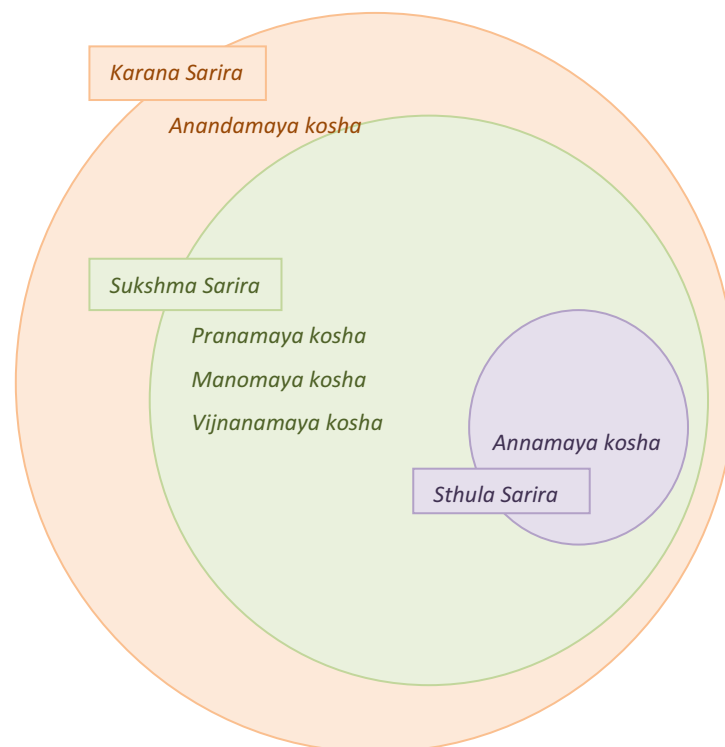 Karana Sarira
Anandamaya kosha
Sukshma Sarira
Pranamaya kosha
Manomaya kosha
Vijnanamaya kosha
Annamaya kosha
Sthula Sarira